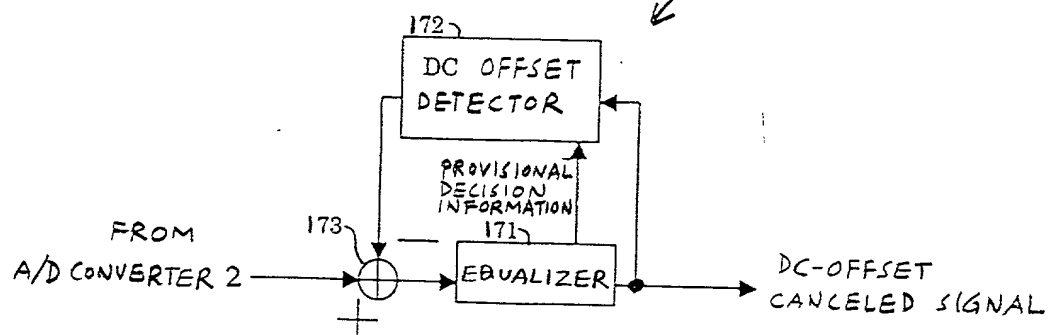 172
DC OFFSET
DETECTOR
PROVISIONAL
DECISION
INFORMATION
FROM
A/D CONVERTER 2
173
171
EQUALIZER
DC-OFFSET
CANCELED SIGNAL